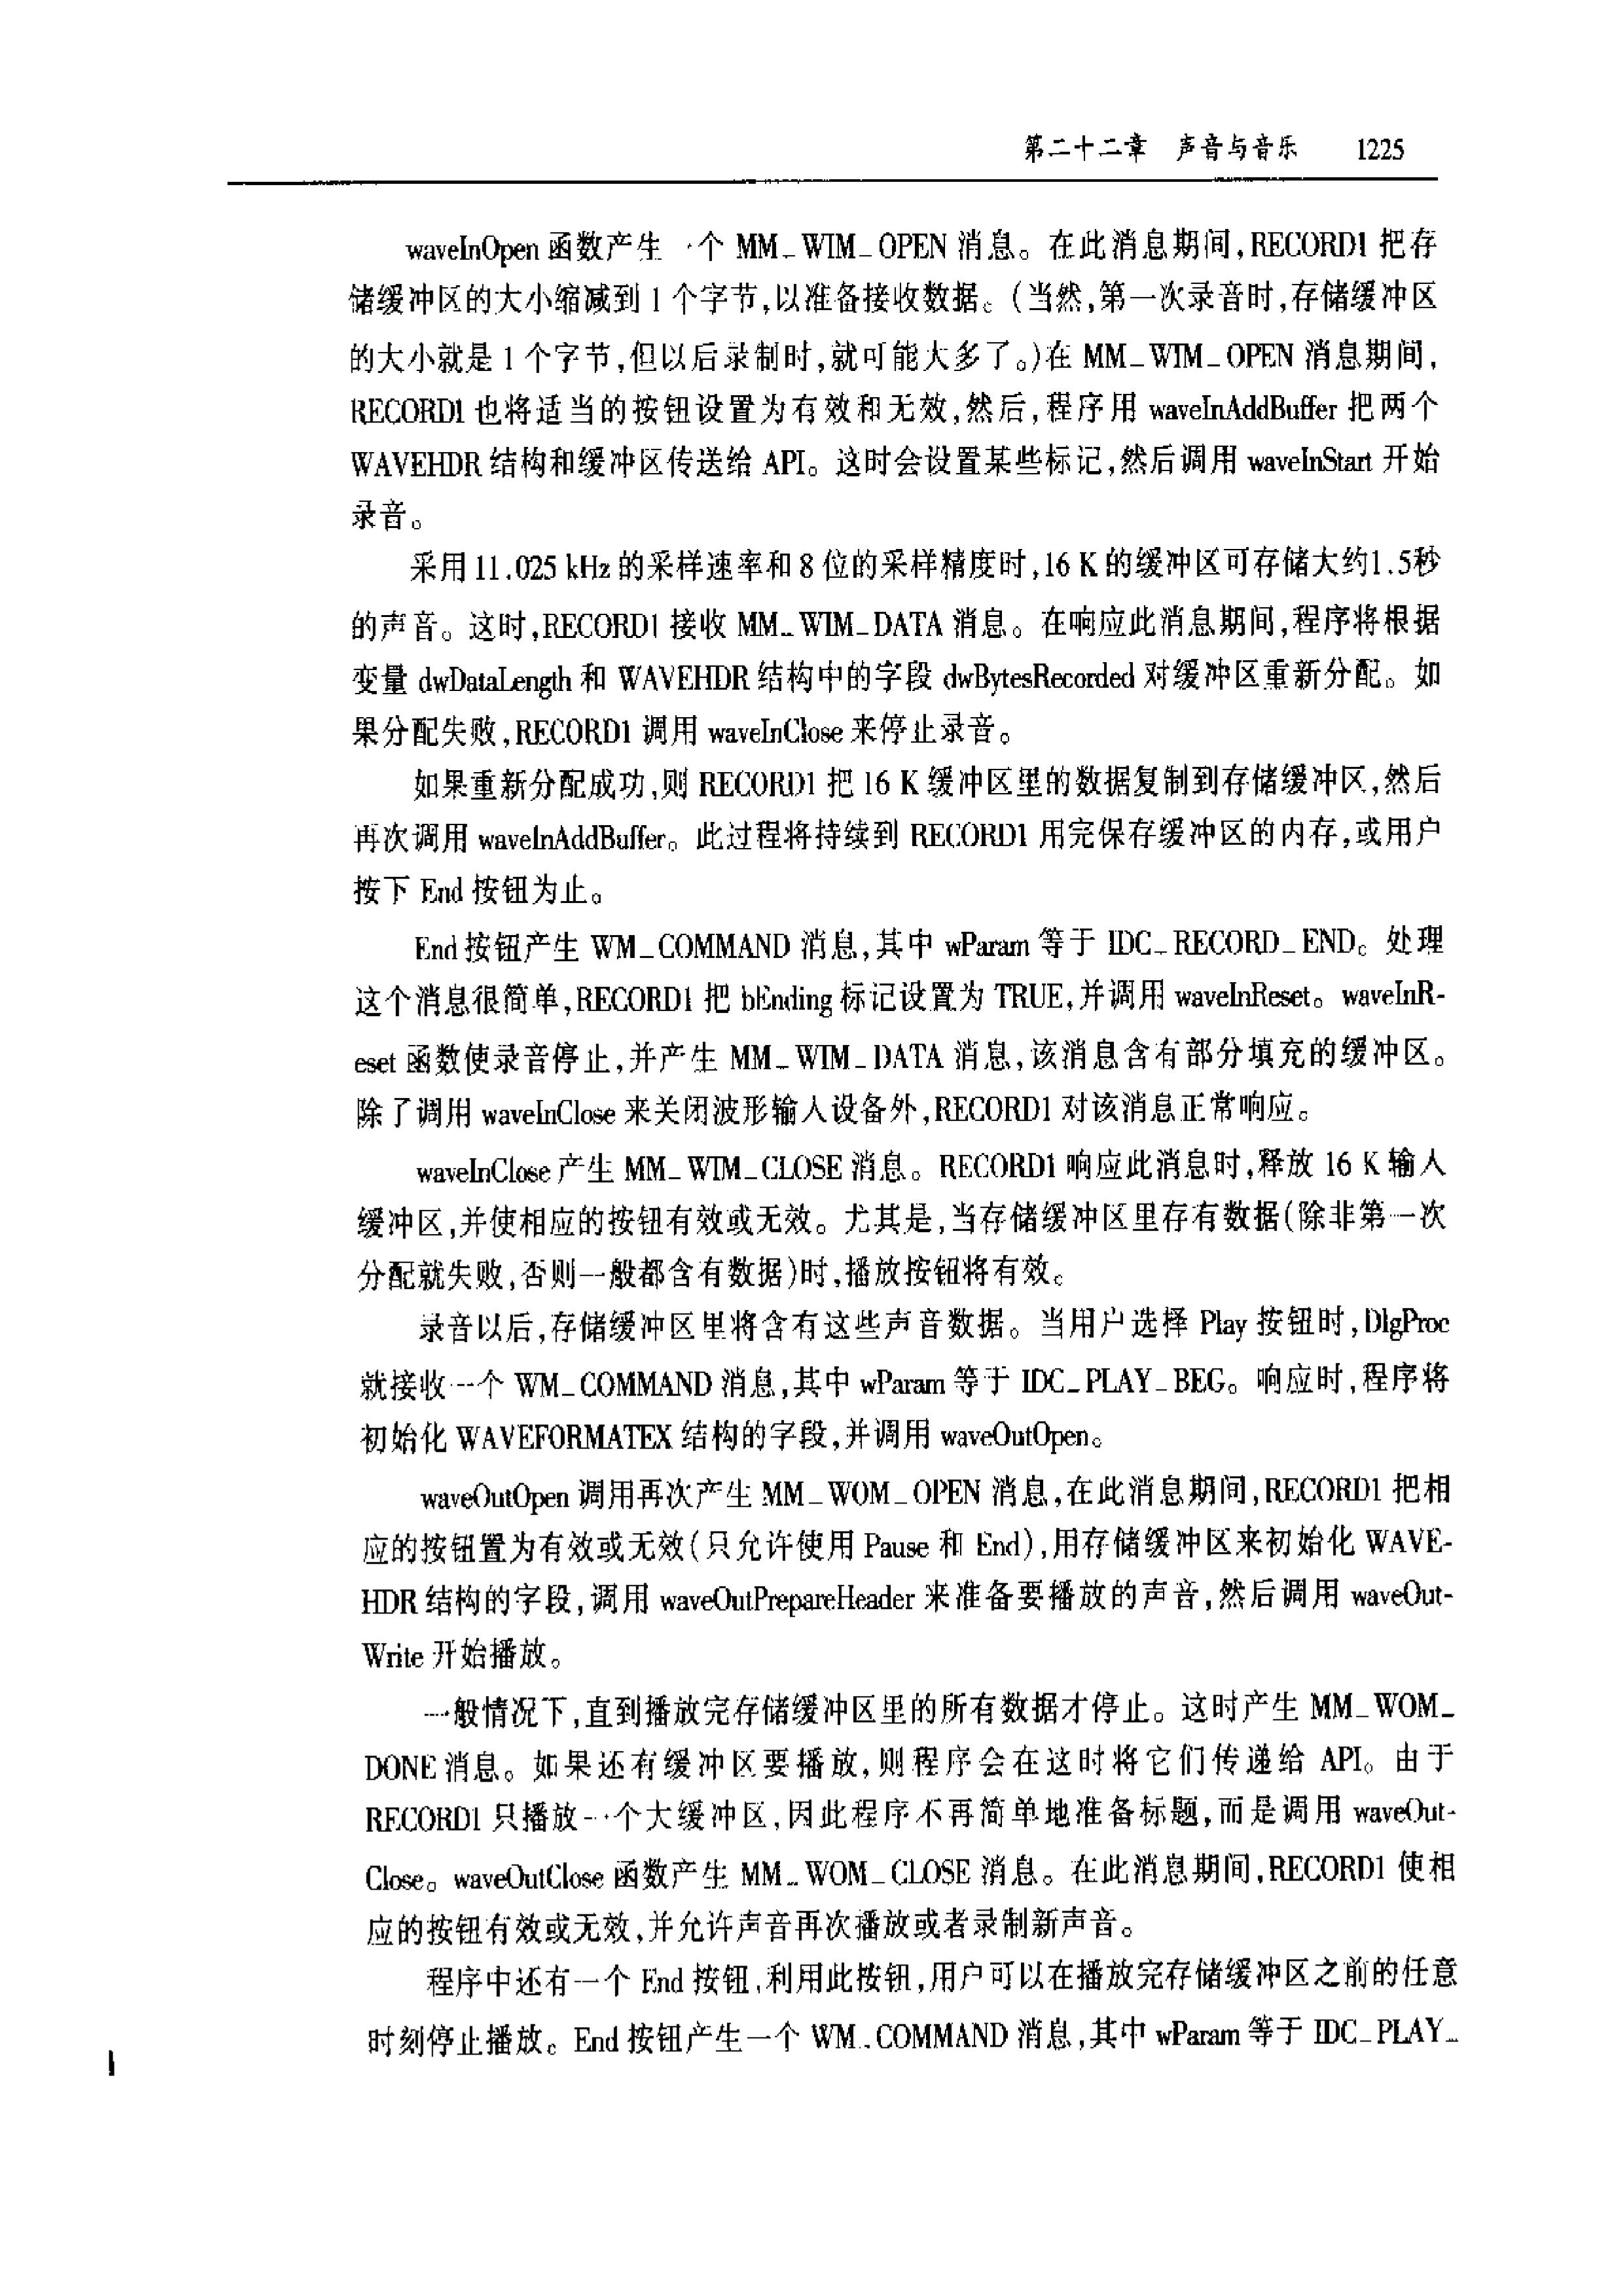 第二十二章 声音与音乐 1225
waveInOpen 函数产生一个 MM_WIM_OPEN 消息。在此消息期间,RECORD1 把存
储缓冲区的大小缩减到 1 个字节,以准备接收数据。(当然,第一次录音时,存储缓冲区
的大小就是 1 个字节,但以后录制时,就可能大多了。)在 MM_WIM_OPEN 消息期间,
RECORD1 也将适当的按钮设置为有效和无效,然后,程序用 waveInAddBuffer 把两个
WAVEHDR 结构和缓冲区传送给 API。这时会设置某些标记,然后调用 waveInStart 开始
录音。
采用 11.025 kHz 的采样速率和 8 位的采样精度时,16 K 的缓冲区可存储大约1.5秒
的声音。这时,RECORD1 接收 MM_WIM_DATA 消息。在响应此消息期间,程序将根据
变量 dwDataLength 和 WAVEHDR 结构中的字段 dwBytesRecorded 对缓冲区重新分配。如
果分配失败,RECORD1 调用 waveInClose 来停止录音。
如果重新分配成功,则 RECORD1 把 16 K 缓冲区里的数据复制到存储缓冲区,然后
再次调用 waveInAddBuffer。此过程将持续到 RECORD1 用完保存缓冲区的内存,或用户
按下 End 按钮为止。
End 按钮产生 WM_COMMAND 消息,其中 wParam 等于 IDC_RECORD_END。处理
这个消息很简单,RECORD1 把 bEnding 标记设置为 TRUE,并调用 waveInReset。waveInR-
eset 函数使录音停止,并产生 MM_WIM_DATA 消息,该消息含有部分填充的缓冲区。
除了调用 waveInClose 来关闭波形输入设备外,RECORD1 对该消息正常响应。
waveInClose 产生 MM_WIM_CLOSE 消息。RECORD1 响应此消息时,释放 16 K 输入
缓冲区,并使相应的按钮有效或无效。尤其是,当存储缓冲区里存有数据(除非第一次
分配就失败,否则一般都含有数据)时,播放按钮将有效。
录音以后,存储缓冲区里将含有这些声音数据。当用户选择 Play 按钮时,DlgProc
就接收一个 WM_COMMAND 消息,其中 wParam 等于 IDC_PLAY_BEG。响应时,程序将
初始化 WAVEFORMATEX 结构的字段,并调用 waveOutOpen。
waveOutOpen 调用再次产生 MM_WOM_OPEN 消息,在此消息期间,RECORD1 把相
应的按钮置为有效或无效(只允许使用 Pause 和 End),用存储缓冲区来初始化 WAVE-
HDR 结构的字段,调用 waveOutPrepareHeader 来准备要播放的声音,然后调用 waveOut-
Write 开始播放。
一般情况下,直到播放完存储缓冲区里的所有数据才停止。这时产生 MM_WOM_
DONE 消息。如果还有缓冲区要播放,则程序会在这时将它们传递给 API。由于
RECORD1 只播放一个大缓冲区,因此程序不再简单地准备标题,而是调用 waveOut-
Close。waveOutClose 函数产生 MM_WOM_CLOSE 消息。在此消息期间,RECORD1 使相
应的按钮有效或无效,并允许声音再次播放或者录制新声音。
程序中还有一个 End 按钮,利用此按钮,用户可以在播放完存储缓冲区之前的任意
时刻停止播放。End 按钮产生一个 WM_COMMAND 消息,其中 wParam 等于 IDC_PLAY_